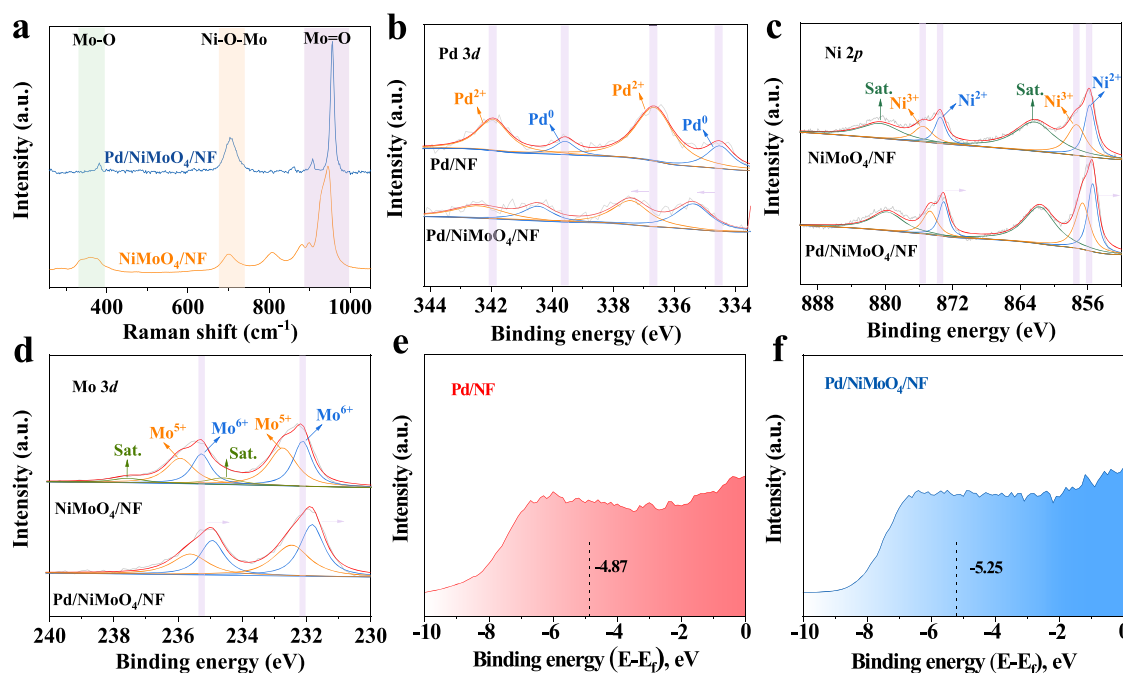 a
Mo-O
Ni-O-Mo
Mo=O
Pd/NiMoO₄/NF
NiMoO₄/NF
Intensity (a.u.)
400
600
800
1000
Raman shift (cm⁻¹)
b
Pd 3d
Pd²⁺
Pd⁰
Pd²⁺
Pd⁰
Pd/NF
Pd/NiMoO₄/NF
Intensity (a.u.)
344
342
340
338
336
334
Binding energy (eV)
c
Ni 2p
Sat.
Ni³⁺
Ni²⁺
Sat.
Ni³⁺
Ni²⁺
NiMoO₄/NF
Pd/NiMoO₄/NF
Intensity (a.u.)
888
880
872
864
856
Binding energy (eV)
d
Mo 3d
Sat.
Mo⁵⁺
Mo⁶⁺
Sat.
Mo⁵⁺
Mo⁶⁺
NiMoO₄/NF
Pd/NiMoO₄/NF
Intensity (a.u.)
240
238
236
234
232
230
Binding energy (eV)
e
Pd/NF
-4.87
Intensity (a.u.)
-10
-8
-6
-4
-2
0
Binding energy (E-E_f), eV
f
Pd/NiMoO₄/NF
-5.25
Intensity (a.u.)
-10
-8
-6
-4
-2
0
Binding energy (E-E_f), eV